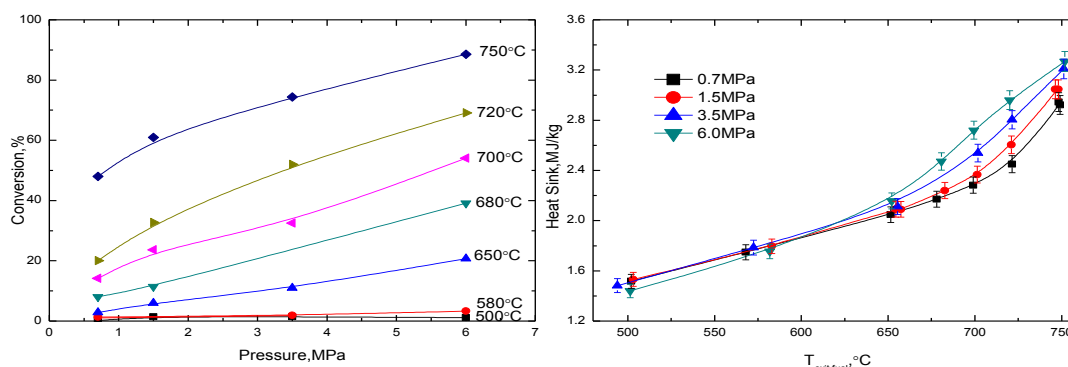 100
80
60
40
20
0
Conversion,%
750°C
720°C
700°C
680°C
650°C
580°C
500°C
0 1 2 3 4 5 6 7
Pressure,MPa
3.6
3.2
2.8
2.4
2.0
1.6
1.2
Heat Sink,MJ/kg
0.7MPa
1.5MPa
3.5MPa
6.0MPa
500 550 600 650 700 750